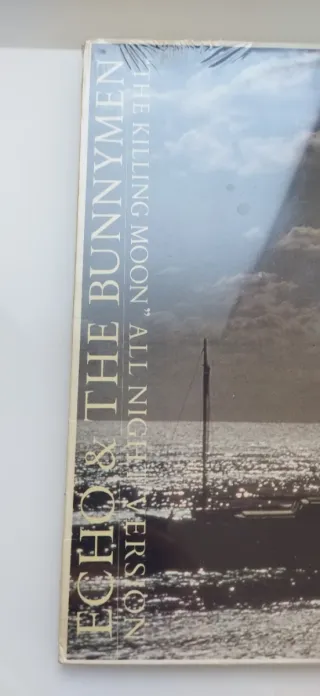 ECHO & THE BUNNYMEN
"THE KILLING MOON" ALL NIGHT VERSION